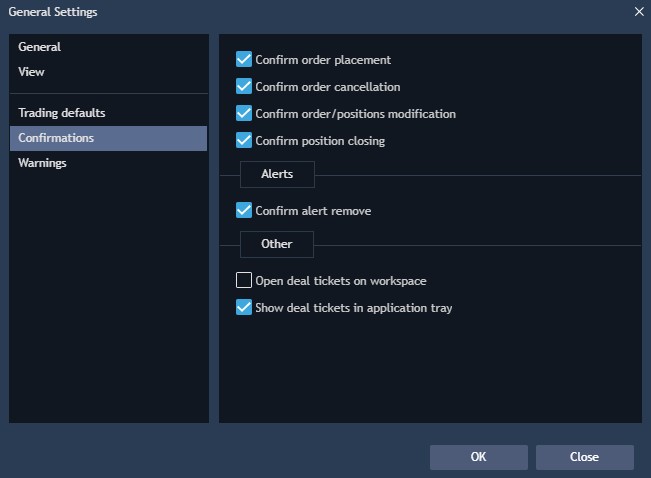 General Settings
General
View
Trading defaults
Confirmations
Warnings
Confirm order placement
Confirm order cancellation
Confirm order/positions modification
Confirm position closing
Alerts
Confirm alert remove
Other
Open deal tickets on workspace
Show deal tickets in application tray
OK
Close